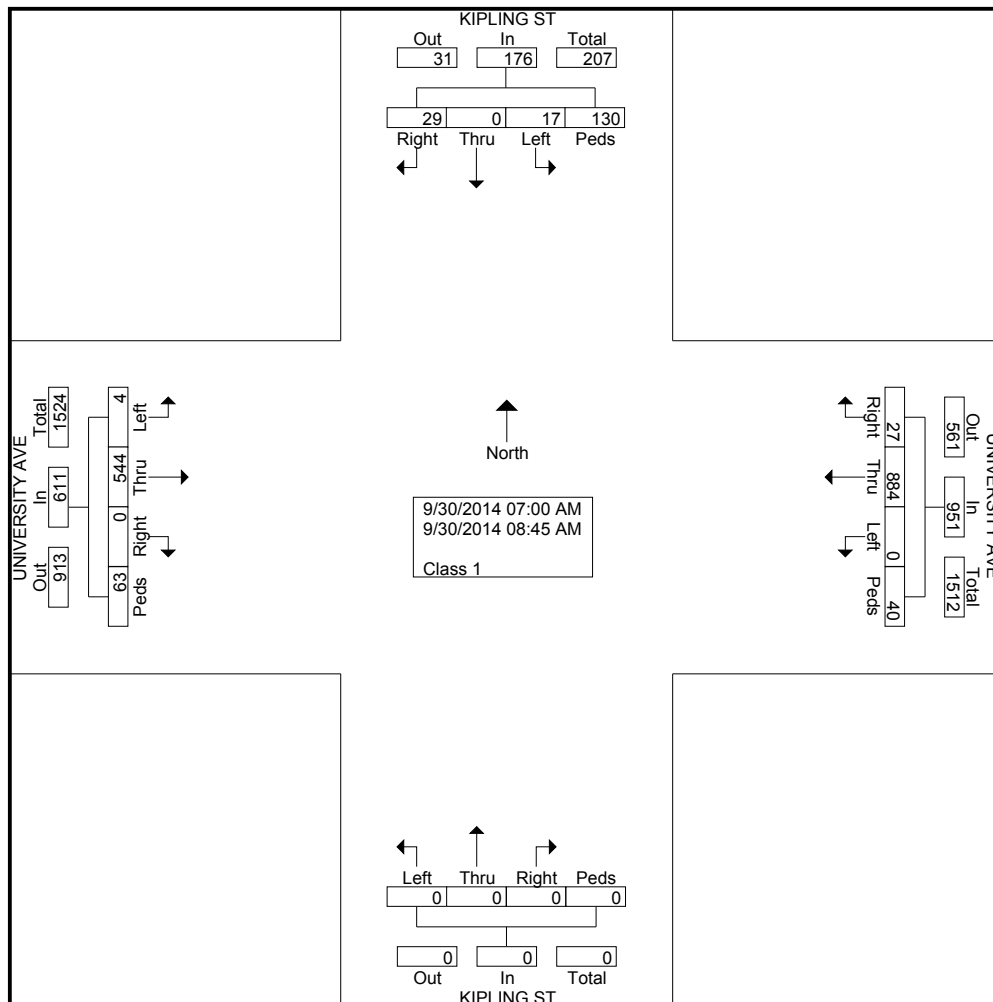 KIPLING ST
Out In Total
31 176 207
29 0 17 130
Right Thru Left Peds
UNIVERSITY AVE
Total In Out
1524 611 913
4 544 0 63
Left Thru Right Peds
North
9/30/2014 07:00 AM
9/30/2014 08:45 AM
Class 1
Right Thru Left Peds
27 884 0 40
561 951 1512
Out In Total
UNIVERSITY AVE
Left Thru Right Peds
0 0 0 0
0 0 0
Out In Total
KIPLING ST